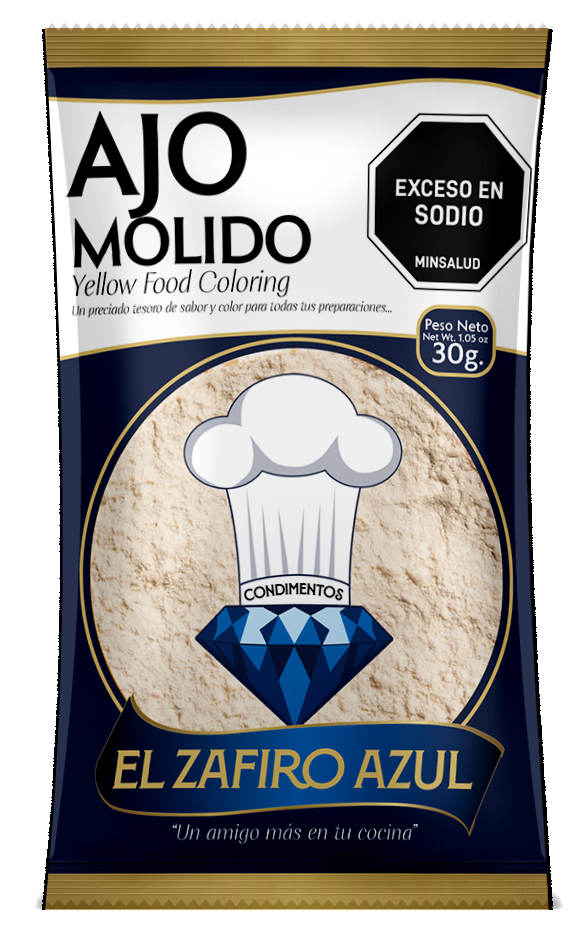 AJO
MOLIDO
Yellow Food Coloring
Un preciado tesoro de sabor y color para todas tus preparaciones...
EXCESO EN
SODIO
MINSALUD
Peso Neto
Net Wt. 1.05 oz
30g.
CONDIMENTOS
EL ZAFIRO AZUL
"Un amigo más en tu cocina"